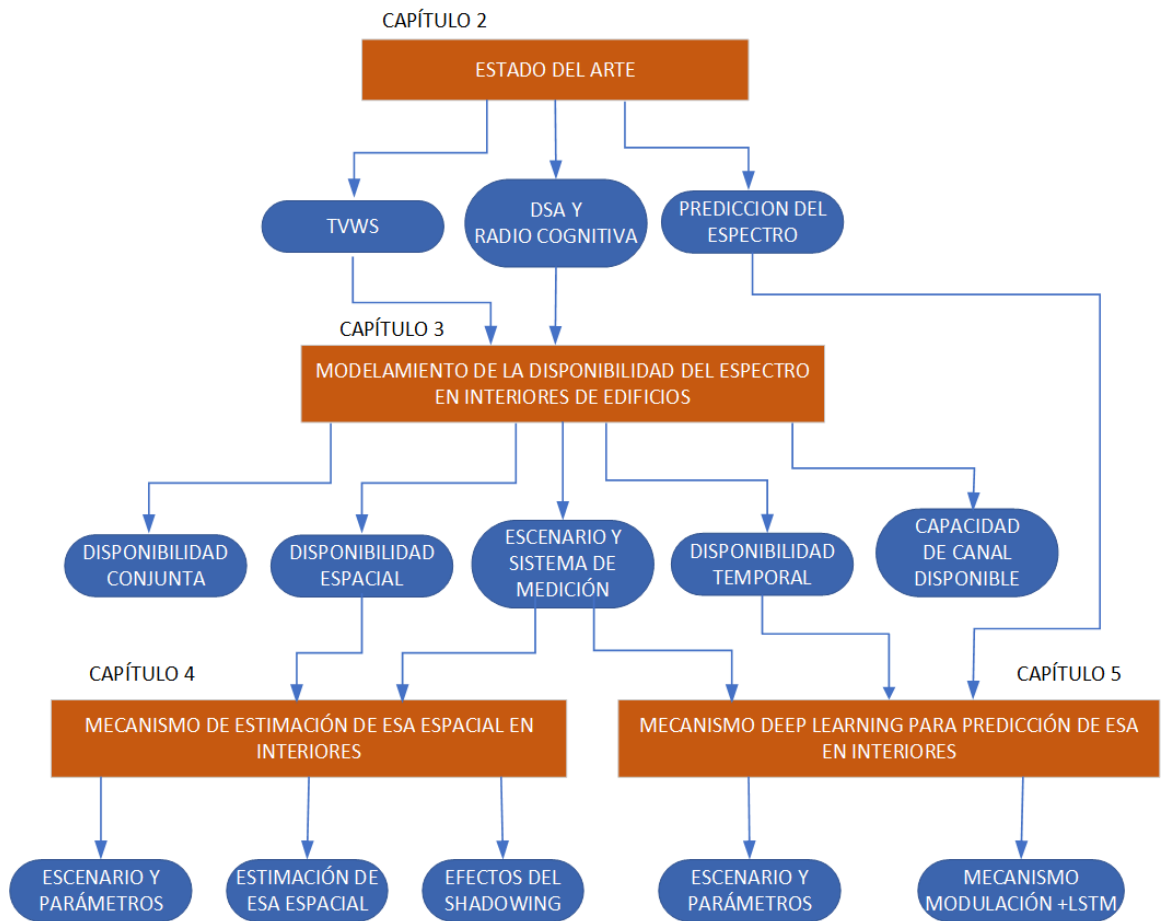 CAPÍTULO 2
ESTADO DEL ARTE
TVWS
DSA Y
RADIO COGNITIVA
PREDICCION DEL
ESPECTRO
CAPÍTULO 3
MODELAMIENTO DE LA DISPONIBILIDAD DEL ESPECTRO
EN INTERIORES DE EDIFICIOS
DISPONIBILIDAD
CONJUNTA
DISPONIBILIDAD
ESPACIAL
ESCENARIO Y
SISTEMA DE
MEDICIÓN
DISPONIBILIDAD
TEMPORAL
CAPACIDAD
DE CANAL
DISPONIBLE
CAPÍTULO 4
MECANISMO DE ESTIMACIÓN DE ESA ESPACIAL EN
INTERIORES
CAPÍTULO 5
MECANISMO DEEP LEARNING PARA PREDICCIÓN DE ESA
EN INTERIORES
ESCENARIO Y
PARÁMETROS
ESTIMACIÓN DE
ESA ESPACIAL
EFECTOS DEL
SHADOWING
ESCENARIO Y
PARÁMETROS
MECANISMO
MODULACIÓN +LSTM